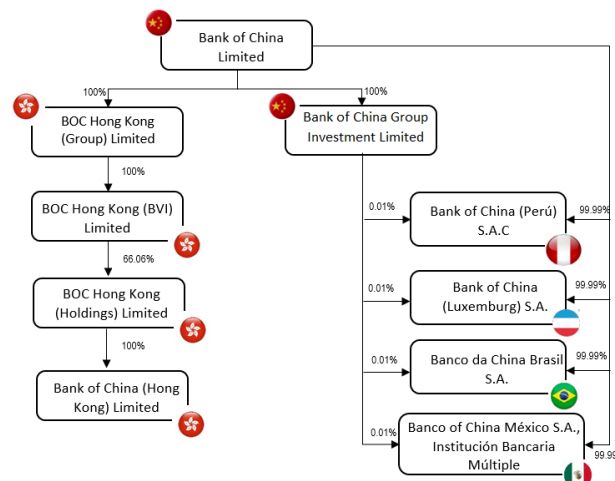 Bank of China
Limited
100%
100%
BOC Hong Kong
(Group) Limited
Bank of China Group
Investment Limited
100%
BOC Hong Kong (BVI)
Limited
0.01%
Bank of China (Perú)
S.A.C
99.99%
66.06%
BOC Hong Kong
(Holdings) Limited
0.01%
Bank of China
(Luxemburg) S.A.
99.99%
100%
0.01%
Banco da China Brasil
S.A.
99.99%
Bank of China (Hong
Kong) Limited
0.01%
Banco of China México S.A.,
Institución Bancaria
Múltiple
99.99